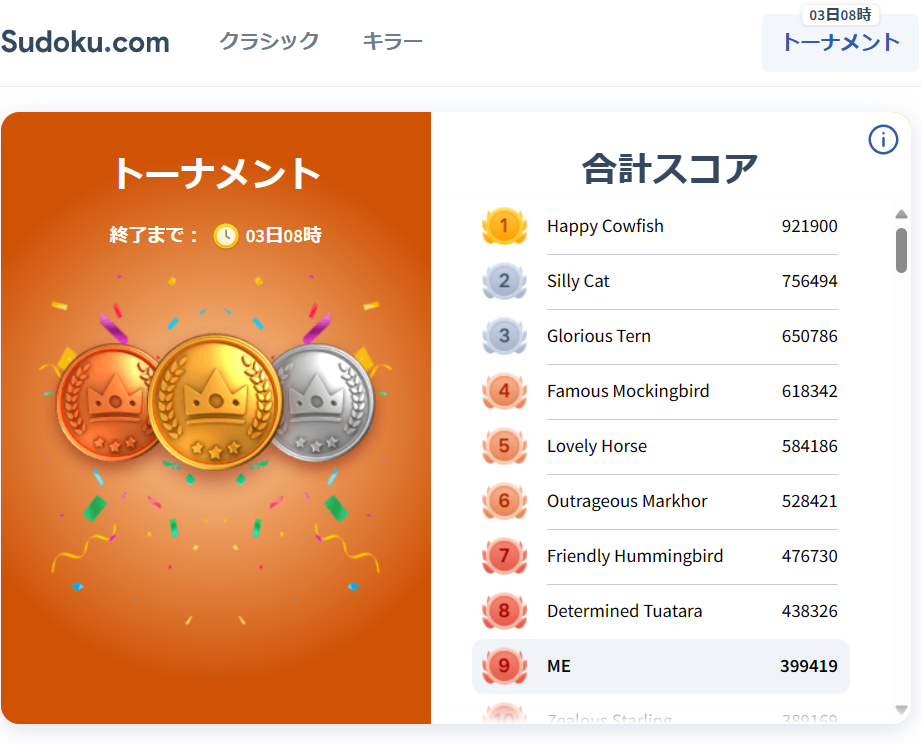 03日08時
Sudoku.com クラシック キラー トーナメント
トーナメント
終了まで： 03日08時
合計スコア
1 Happy Cowfish 921900
2 Silly Cat 756494
3 Glorious Tern 650786
4 Famous Mockingbird 618342
5 Lovely Horse 584186
6 Outrageous Markhor 528421
7 Friendly Hummingbird 476730
8 Determined Tuatara 438326
9 ME 399419
10 Zealous Starling 389169